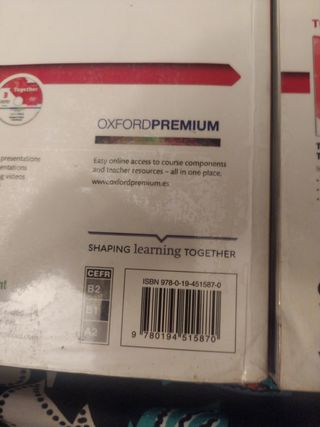 Together
OXFORDPREMIUM
presentations
entations
g videos
Easy online access to course components
and teacher resources – all in one place.
www.oxfordpremium.es
SHAPING learning TOGETHER
CEFR
B2
B1
A2
ISBN 978-0-19-451587-0
9 780194 515870